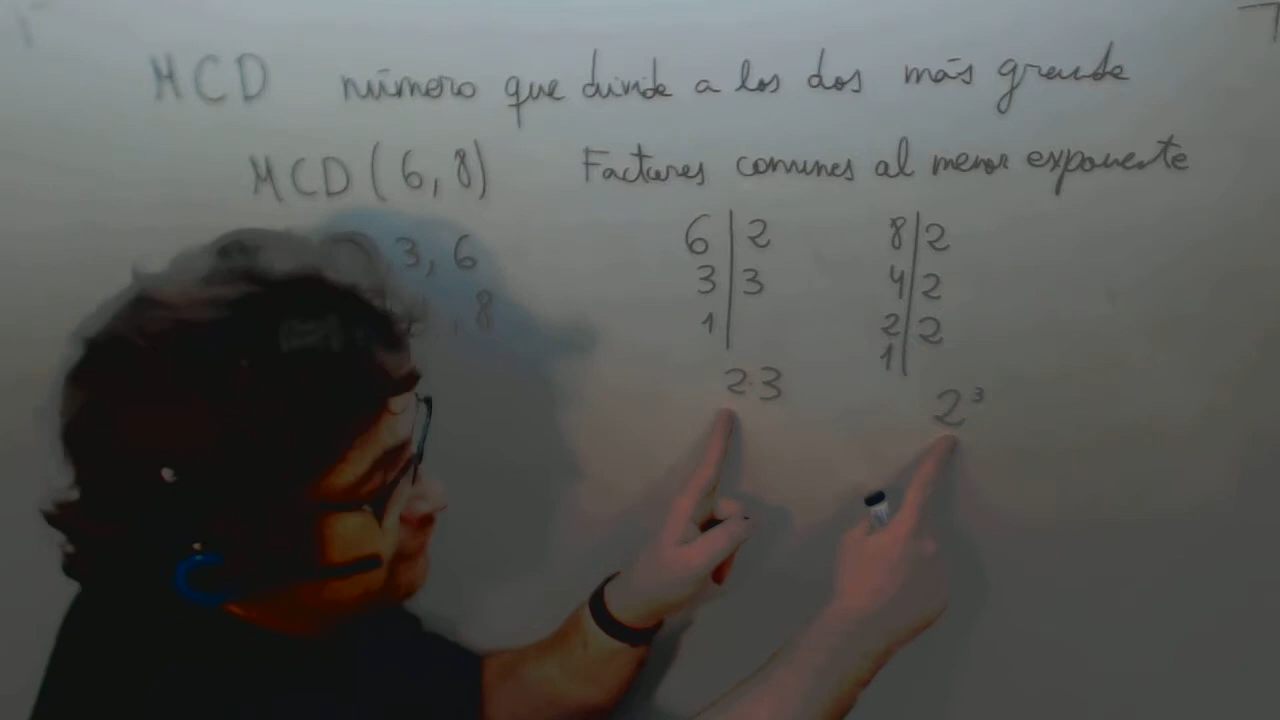 MCD número que divide a los dos más grande
MCD (6, 8) Factores comunes al menor exponente
3, 6
, 8
6 | 2
3 | 3
1 |
2·3
8 | 2
4 | 2
2 | 2
1 |
2³